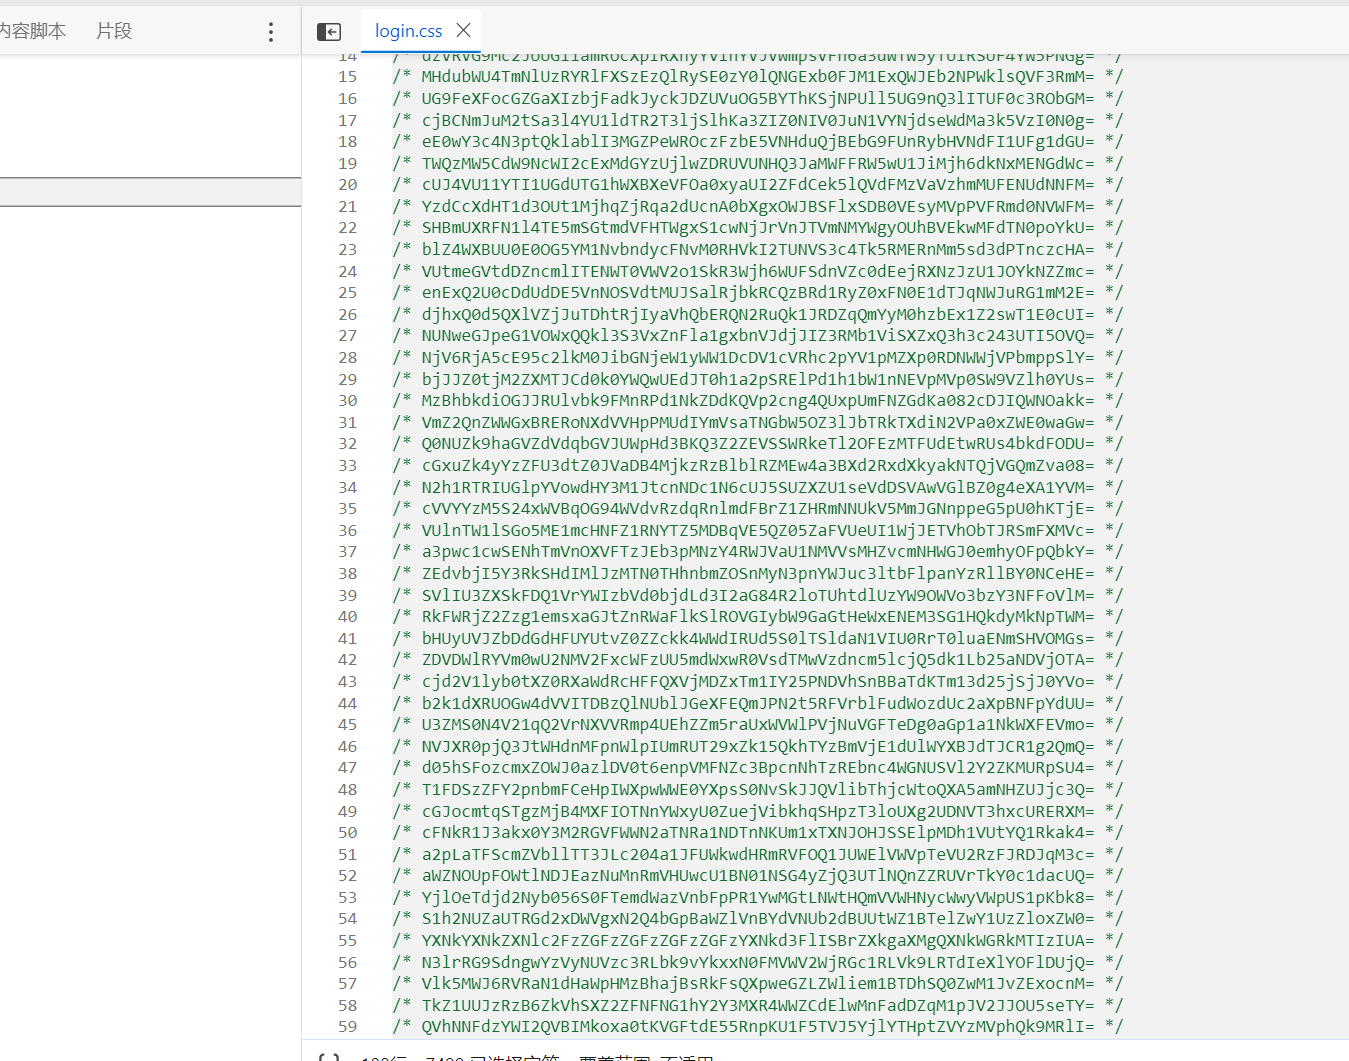 内容脚本 片段
login.css
15 /* MHdubWU4TmNlUzRYRlFXSzEzQlRySE0zY0lQNGExb0FJM1ExQWJEb2NPWklsQVF3RmM= */
16 /* UG9FeXFocGZGaXIzbjFadkJyckJDZUVuOG5BYThKSjNPUll5UG9nQ3lITUF0c3RObGM= */
17 /* cjBCNmJuM2tSa3l4YU1ldTR2T3ljSlhKa3ZIZ0NIV0JuN1VYNjdseWdMa3k5VzI0N0g= */
18 /* eE0wY3c4N3ptQklablI3MGZPeWROczFzbE5VNHduQjBEbG9FUnRybHVNdFI1UFg1dGU= */
19 /* TWQzMW5CdW9NcWI2cExMdGYzUjlwZDRUVUNHQ3JaMWFFRW5wU1JiMjh6dkNxMENGdWc= */
20 /* cUJ4VU11YTI1UGdUTG1hWXBXeVFOa0xyaUI2ZFdCek5lQVdFMzVaVzhmMUFENUdNNFM= */
21 /* YzdCcXdHT1d3OUt1MjhqZjRqa2dUcnA0bXgxOWJBSFlxSDB0VEsyMVpPVFRmd0NVWFM= */
22 /* SHBmUXRFN1l4TE5mSGtmdVFHTWgxS1cwNjJrVnJTVmNMYWgyOUhBVEkwMFdTN0poYkU= */
23 /* blZ4WXBUU0E0OG5YM1NvbndycFNvM0RHVkI2TUNVS3c4Tk5RMERnMm5sd3dPTnczcHA= */
24 /* VUtmeGVtdDZncmlITENWT0VWV2o1SkR3Wjh6WUFSdnVZc0dEejRXNzJzU1JOYkNZZmc= */
25 /* enExQ2U0cDdUdDE5VnNOSVdtMUJSalRjbkRCQzBRd1RyZ0xFN0E1dTJqNWJuRG1mM2E= */
26 /* djhxQ0d5QXlVZjJuTDhtRjIyaVhQbERQN2RuQk1JRDZqQmYyM0hzbEx1Z2swT1E0cUI= */
27 /* NUNweGJpeG1VOWxQQkl3S3VxZnFla1gxbnVJdjJIZ3RMb1ViSXZxQ3h3c243UTI5OVQ= */
28 /* NjV6RjA5cE95c2lkM0JibGNjeW1yWW1DcDV1cVRhc2pYV1pMZXp0RDNWWjVPbmppSlY= */
29 /* bjJJZ0tjM2ZXMTJCd0k0YWQwUEdJT0h1a2pSRElPd1h1bW1nNEVpMVp0SW9VZlh0YUs= */
30 /* MzBhbkdiOGJJRUlvbk9FMnRPd1NkZDdKQVp2cng4QUxpUmFNZGdKa082cDJIQWNOakk= */
31 /* VmZ2QnZWWGxBRERoNXdVVHpPMUdIYmVsaTNGbW5OZ3lJbTRkTXdiN2VPa0xZWE0waGw= */
32 /* Q0NUZk9haGVZdVdqbGVJUWpHd3BKQ3Z2ZEVSSWRkeTl2OFEzMTFUdEtwRUs4bkdFODU= */
33 /* cGxuZk4yYzZFU3dtZ0JVaDB4MjkzRzBlblRZMEw4a3BXd2RxdXkyakNTQjVGQmZva08= */
34 /* N2h1RTRIUGlpYVowdHY3M1JtcnNDc1N6cUJ5SUZXZU1seVdDSVAwVGlBZ0g4eXA1YVM= */
35 /* cVVYYzM5S24xWVBqOG94WVdvRzdqRnlmdFBrZ1ZHRmNNUkV5MmJGNnppeG5pU0hKTjE= */
36 /* VUlnTW1lSGo5ME1mcHNFZ1RNYTZ5MDBqVE5QZ05ZaFVUeUI1WjJETVhObTJRSmFXMVc= */
37 /* a3pwc1cwSENhTmVnOXVFTzJEb3pMNzY4RWJVaU1NMVVsMHZvcmNHWGJ0emhyOFpQbkY= */
38 /* ZEdvbjI5Y3RkSHdIMlJzMTN0THhnbmZOSnMyN3pnYWJuc3ltbFlpanYzRllBY0NCeHE= */
39 /* SVlIU3ZXSkFDQ1VrYWIzbVd0bjdLd3I2aG84R2loTUhtdlUzYW9OWVo3bzY3NFFoVlM= */
40 /* RkFWRjZ2Zzg1emsxaGJtZnRWaFlkSlROVGIybW9GaGtHeWxENEM3SG1HQkdyMkNpTWM= */
41 /* bHUyUVJZbDdGdHFUYUtvZ0ZZckk4WWdIRUd5S0lTSldaN1VIU0RrT0luaENmSHVOMGs= */
42 /* ZDVDWlRYVm0wU2NMV2FxcWFzUU5mdWxwR0VsdTMwVzdncm5lcjQ5dk1Lb25aNDVjOTA= */
43 /* cjd2V1lyb0tXZ0RXaWdRcHFFQXVjMDZxTm1IY25PNDVhSnBBaTdKTm13d25jSjJ0YVo= */
44 /* b2k1dXRUOGw4dVVITDBzQlNUblJGeXFEQmJPN2t5RFVrblFudWozdUc2aXpBNFpYdUU= */
45 /* U3ZMS0N4V21qQ2VrNXVVRmp4UEhZZm5raUxwVWlPVjNuVGFTeDg0aGp1a1NkWXFEVmo= */
46 /* NVJXR0pjQ3JtWHdnMFpnWlpIUmRUT29xZk15QkhTYzBmVjE1dUlWYXBJdTJCR1g2QmQ= */
47 /* d05hSFozcmxZOWJ0azlDV0t6enpVMFNZc3BpcnNhTzREbnc4WGNUSVl2Y2ZKMURpSU4= */
48 /* T1FDSzZFY2pnbmFCeHpIWXpwWWE0YXpsS0NvSkJJQVlibThjcWtoQXA5amNHZUJjc3Q= */
49 /* cGJocmtqSTgzMjB4MXFIOTNnYWxyU0ZuejVibkhqSHpzT3loUXg2UDNVT3hxcURERXM= */
50 /* cFNkR1J3akx0Y3M2RGVFWWN2aTNRa1NDTnNKUm1xTXNJOHJSSElpMDh1VUtYQ1Rkak4= */
51 /* a2pLaTFScmZVbllTT3JLc204a1JFUWkwdHRmRVFOQ1JUWElVWVpTeVU2RzFJRDJqM3c= */
52 /* aWZNOUpFOWtlNDJEazNuMnRmVHUwcU1BN01NSG4yZjQ3UTlNQnZZRUVrTkY0c1dacUQ= */
53 /* YjlOeTdjd2Nyb056S0FTemdWazVnbFpPR1YwMGtLNWtHQmVVWHNycWwyVWpUS1pKbk8= */
54 /* S1h2NUZaUTRGd2xDWVgxN2Q4bGpBaWZlVnBYdVNUb2dBUUtWZ1BTelZwY1UzZloxZW0= */
55 /* YXNkYXNkZXNlc2FzZGFzZGFzZGFzZGFzYXNkd3FlISBrZXkgaXMgQXNkWGRkMTIzIUA= */
56 /* N3lrRG9SdngwYzVyNUVzc3RLbk9vYkxxN0FMVWV2WjRGc1RLVk9LRTdIeXlYOFlDUjQ= */
57 /* Vlk5MWJ6RVRaN1dHaWpHMzBhajBsRkFsQXpweGZLZWliem1BTDhSQ0ZwM1JvZExocnM= */
58 /* TkZ1UUJzRzB6ZkVhSXZ2ZFNFNG1hY2Y3MXR4WWZCdElwMnFadDZqM1pJV2JJOU5seTY= */
59 /* QVhNNFdzYWI2QVBIMkoxa0tKVGFtdE55RnpKU1F5TVJ5YjlYTHptZVYzMVphQk9MRlI= */